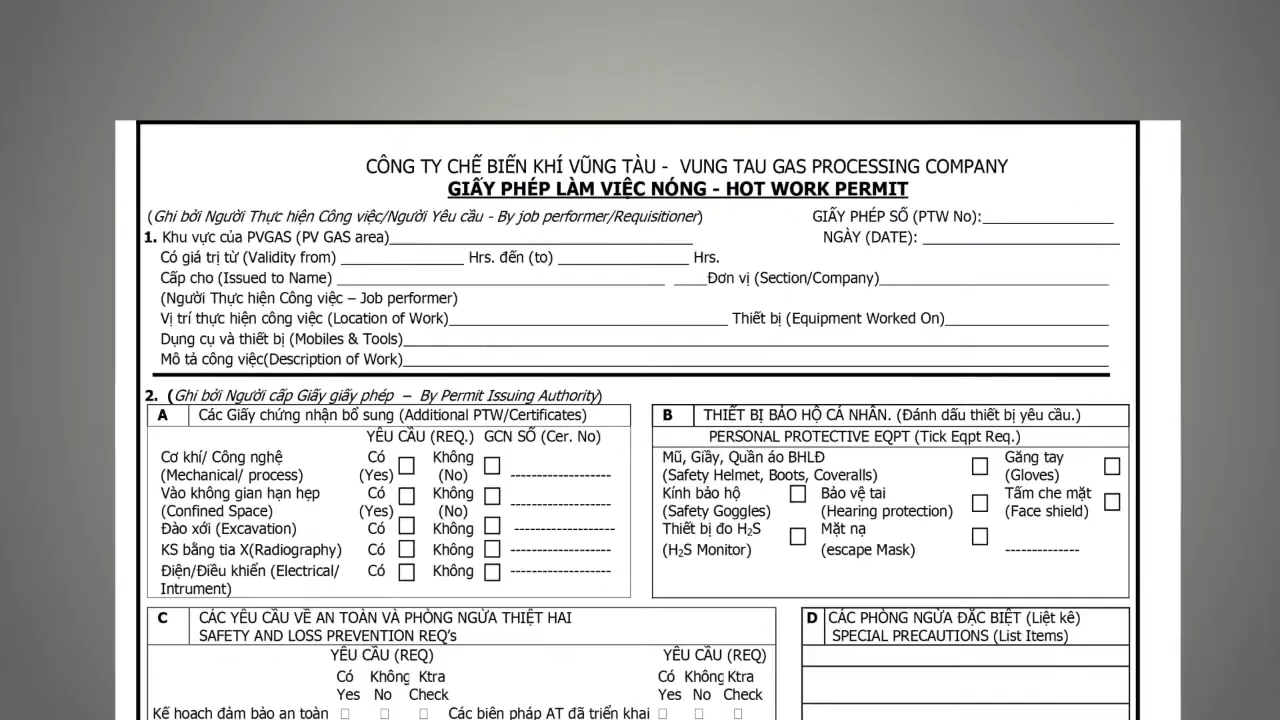 CÔNG TY CHẾ BIẾN KHÍ VŨNG TÀU - VUNG TAU GAS PROCESSING COMPANY
GIẤY PHÉP LÀM VIỆC NÓNG - HOT WORK PERMIT
(Ghi bởi Người Thực hiện Công việc/Người Yêu cầu - By job performer/Requisitioner) GIẤY PHÉP SỐ (PTW No):
1. Khu vực của PVGAS (PV GAS area) NGÀY (DATE):
Có giá trị từ (Validity from) Hrs. đến (to) Hrs.
Cấp cho (Issued to Name) Đơn vị (Section/Company)
(Người Thực hiện Công việc – Job performer)
Vị trí thực hiện công việc (Location of Work) Thiết bị (Equipment Worked On)
Dụng cụ và thiết bị (Mobiles & Tools)
Mô tả công việc(Description of Work)
2. (Ghi bởi Người cấp Giấy giấy phép – By Permit Issuing Authority)
A Các Giấy chứng nhận bổ sung (Additional PTW/Certificates)
YÊU CẦU (REQ.) GCN SỐ (Cer. No)
Cơ khí/ Công nghệ Có Không
(Mechanical/ process) (Yes) (No)
Vào không gian hạn hẹp Có Không
(Confined Space) (Yes) (No)
Đào xới (Excavation) Có Không
KS bằng tia X(Radiography) Có Không
Điện/Điều khiển (Electrical/ Có Không
Intrument)
B THIẾT BỊ BẢO HỘ CÁ NHÂN. (Đánh dấu thiết bị yêu cầu.)
PERSONAL PROTECTIVE EQPT (Tick Eqpt Req.)
Mũ, Giầy, Quần áo BHLĐ Găng tay
(Safety Helmet, Boots, Coveralls) (Gloves)
Kính bảo hộ Bảo vệ tai Tấm che mặt
(Safety Goggles) (Hearing protection) (Face shield)
Thiết bị đo H₂S Mặt nạ
(H₂S Monitor) (escape Mask)
C CÁC YÊU CẦU VỀ AN TOÀN VÀ PHÒNG NGỪA THIỆT HAI
SAFETY AND LOSS PREVENTION REQ's
YÊU CẦU (REQ) YÊU CẦU (REQ)
Có Không Ktra Có Không Ktra
Yes No Check Yes No Check
Kế hoạch đảm bảo an toàn Các biện pháp AT đã triển khai
D CÁC PHÒNG NGỪA ĐẶC BIỆT (Liệt kê)
SPECIAL PRECAUTIONS (List Items)